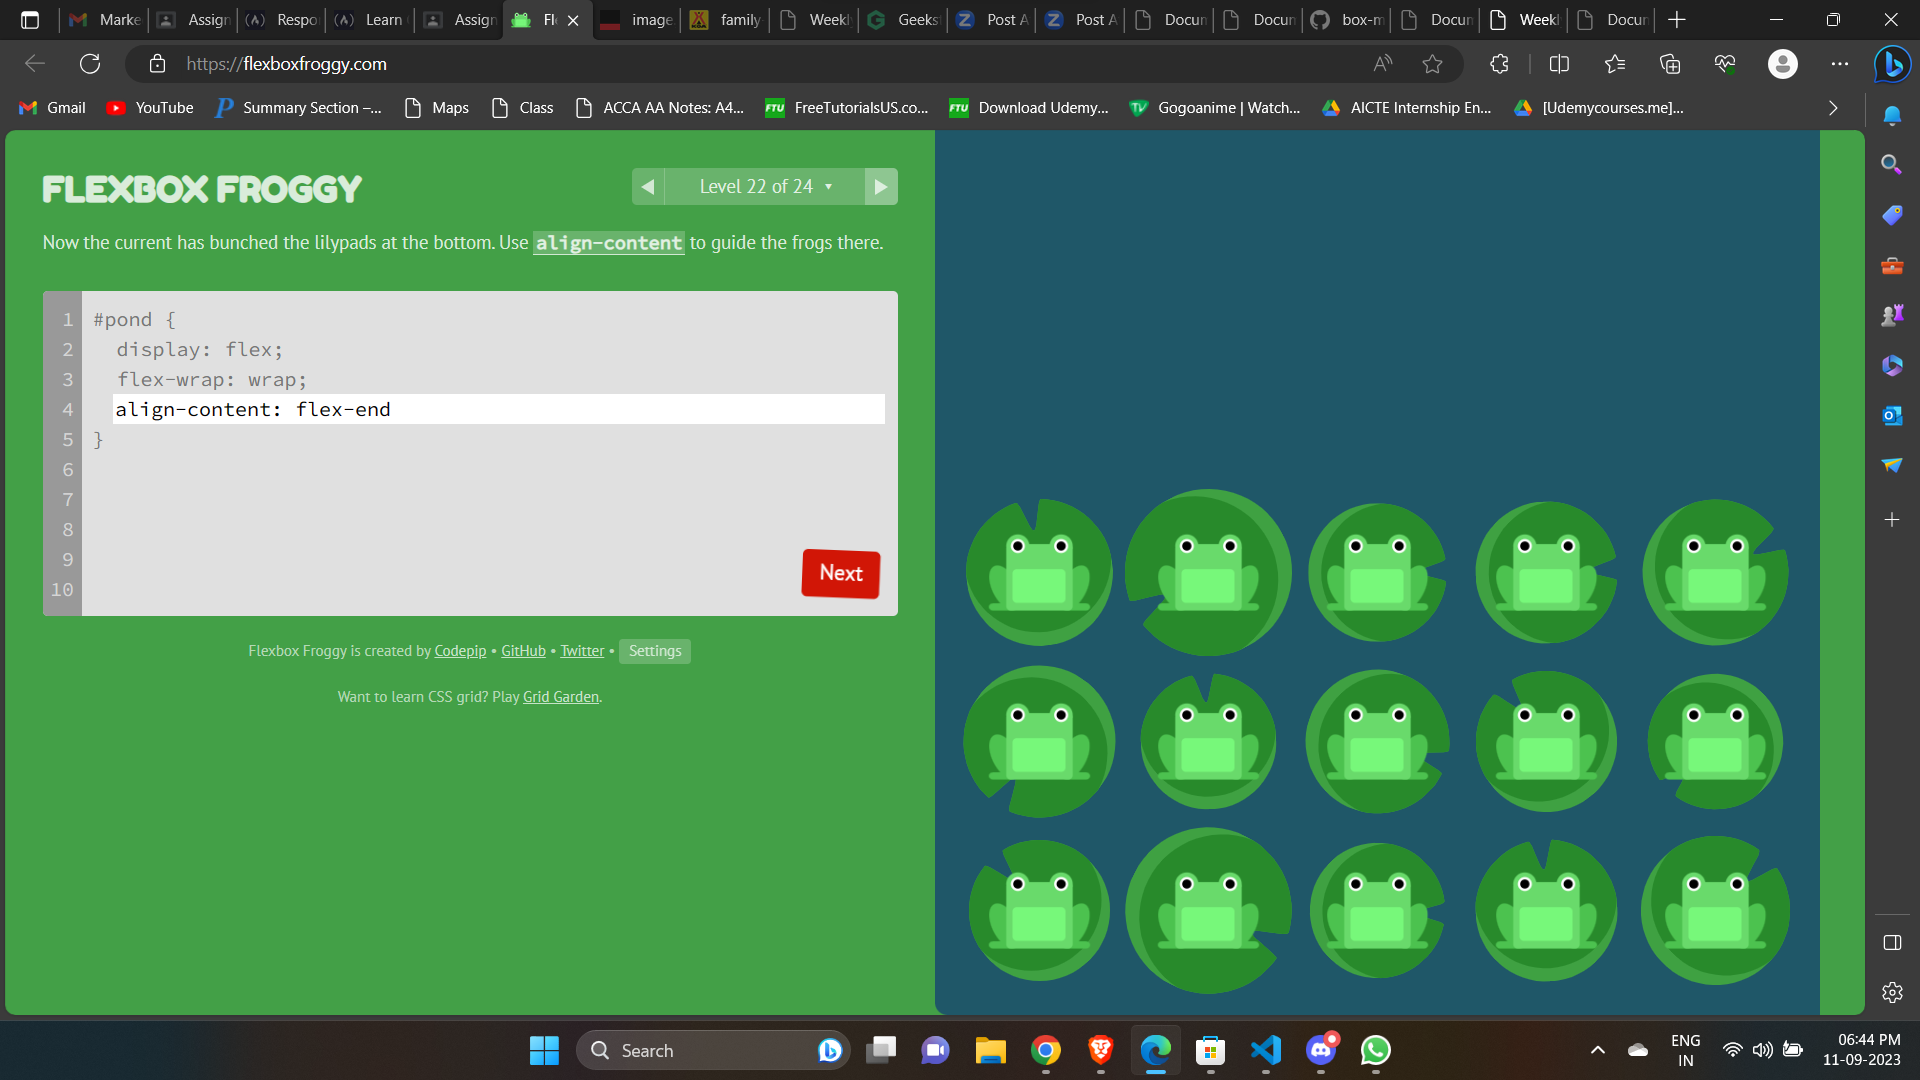 Marke
Assign
Respo
Learn
Assign
Fl
image
family
Weekl
Geeks
Post A
Post A
Docum
Docun
box-m
Docun
Weekl
Docun
https://flexboxfroggy.com
Gmail
YouTube
Summary Section –...
Maps
Class
ACCA AA Notes: A4...
FTU
FreeTutorialsUS.co...
FTU
Download Udemy...
Gogoanime | Watch...
AICTE Internship En...
[Udemycourses.me]...
FLEXBOX FROGGY
Level 22 of 24
Now the current has bunched the lilypads at the bottom. Use align-content to guide the frogs there.
1 #pond {
2 display: flex;
3 flex-wrap: wrap;
4 align-content: flex-end
5 }
6
7
8
9
10
Next
Flexbox Froggy is created by Codepip • GitHub • Twitter • Settings
Want to learn CSS grid? Play Grid Garden.
Search
ENG
IN
06:44 PM
11-09-2023